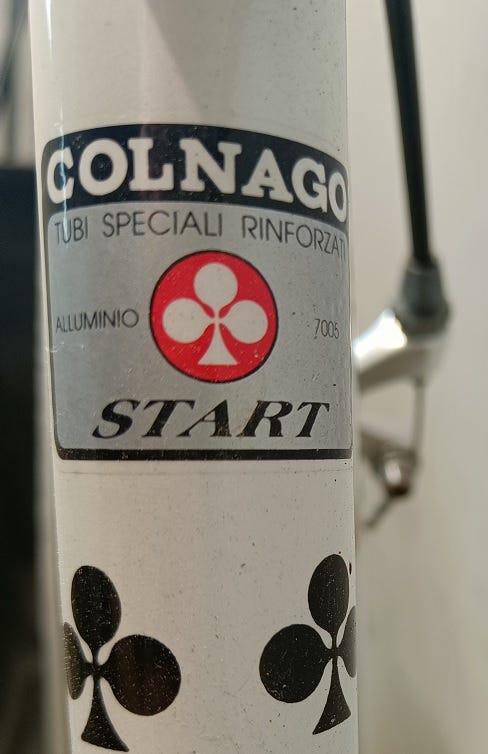 COLNAGO
TUBI SPECIALI RINFORZATI
ALLUMINIO 7005
START